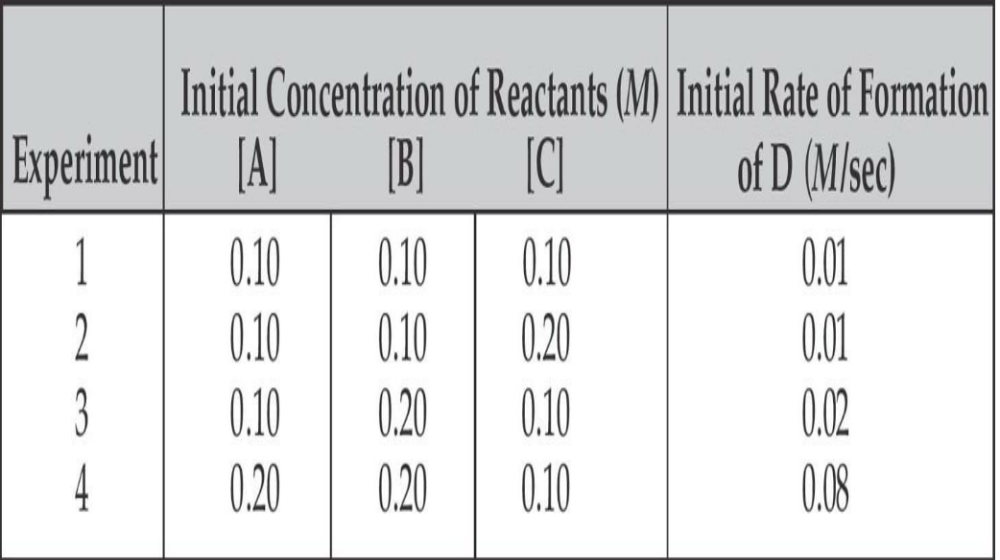 Initial Concentration of Reactants (M) Initial Rate of Formation
Experiment [A] [B] [C] of D (M/sec)
1 0.10 0.10 0.10 0.01
2 0.10 0.10 0.20 0.01
3 0.10 0.20 0.10 0.02
4 0.20 0.20 0.10 0.08